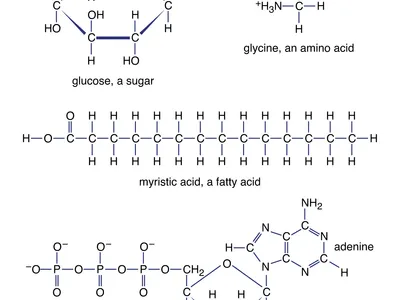 C C ⁺H₃N C H
OH H
HO H H
C C
H HO
glycine, an amino acid
glucose, a sugar
O H H H H H H H H H H H H H
H O C C C C C C C C C C C C C C H
H H H H H H H H H H H H H
myristic acid, a fatty acid
NH₂
N C N
H C C adenine
O⁻ O⁻ O⁻
N C N C H
⁻O P O P O P O CH₂ O
O O O C H H C